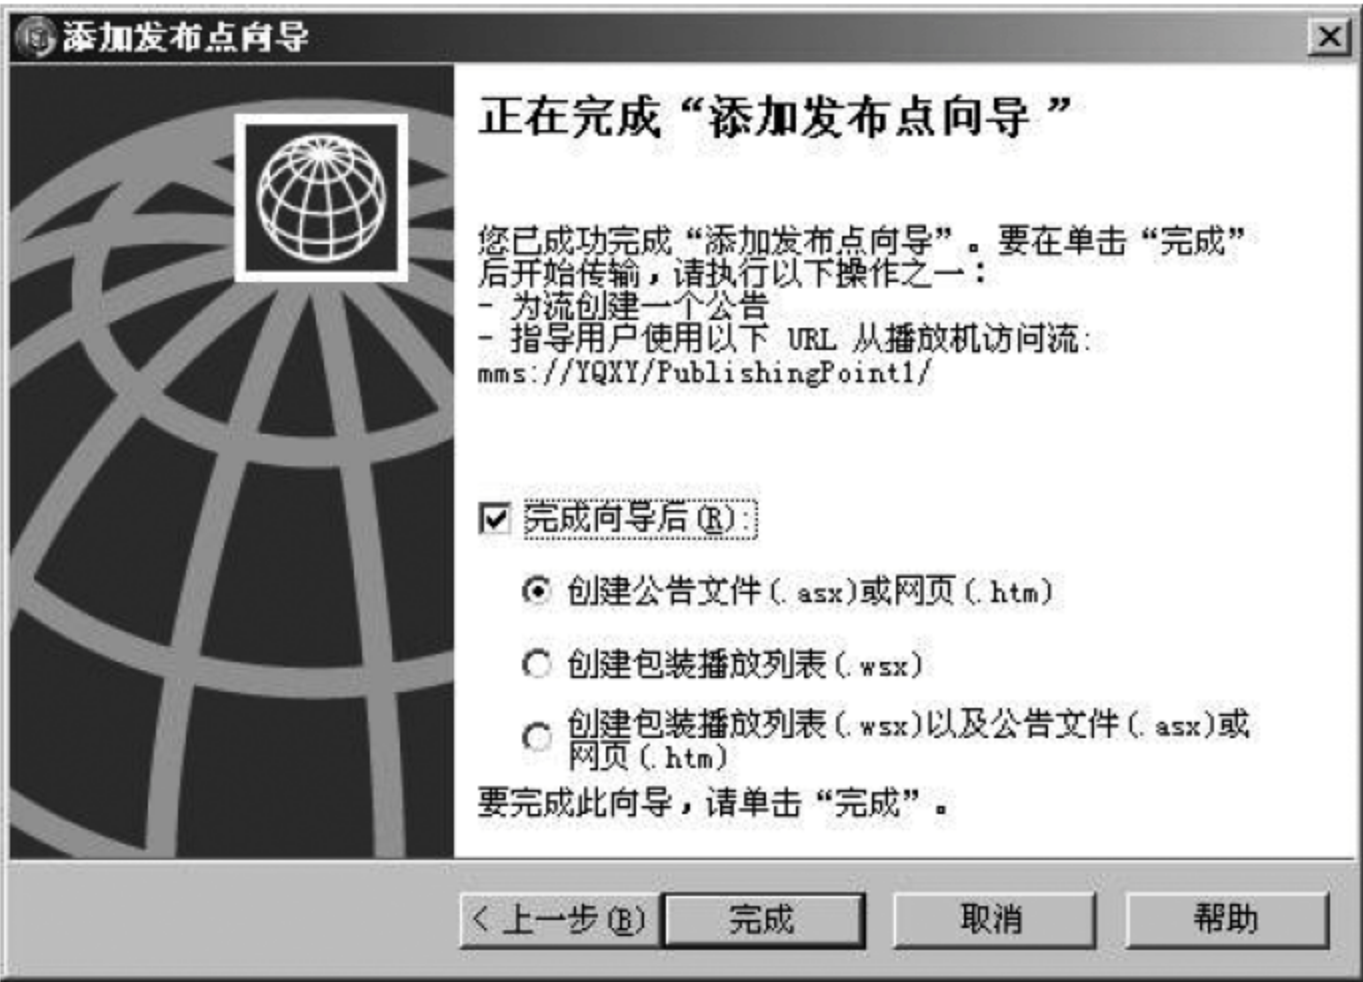 添加发布点向导
正在完成“添加发布点向导 ”
您已成功完成“添加发布点向导”。要在单击“完成”
后开始传输，请执行以下操作之一：
- 为流创建一个公告
- 指导用户使用以下 URL 从播放机访问流:
mms://YQXY/PublishingPoint1/
完成向导后(R):
创建公告文件(.asx)或网页(.htm)
创建包装播放列表(.wsx)
创建包装播放列表(.wsx)以及公告文件(.asx)或
网页(.htm)
要完成此向导，请单击“完成”。
< 上一步(B)
完成
取消
帮助